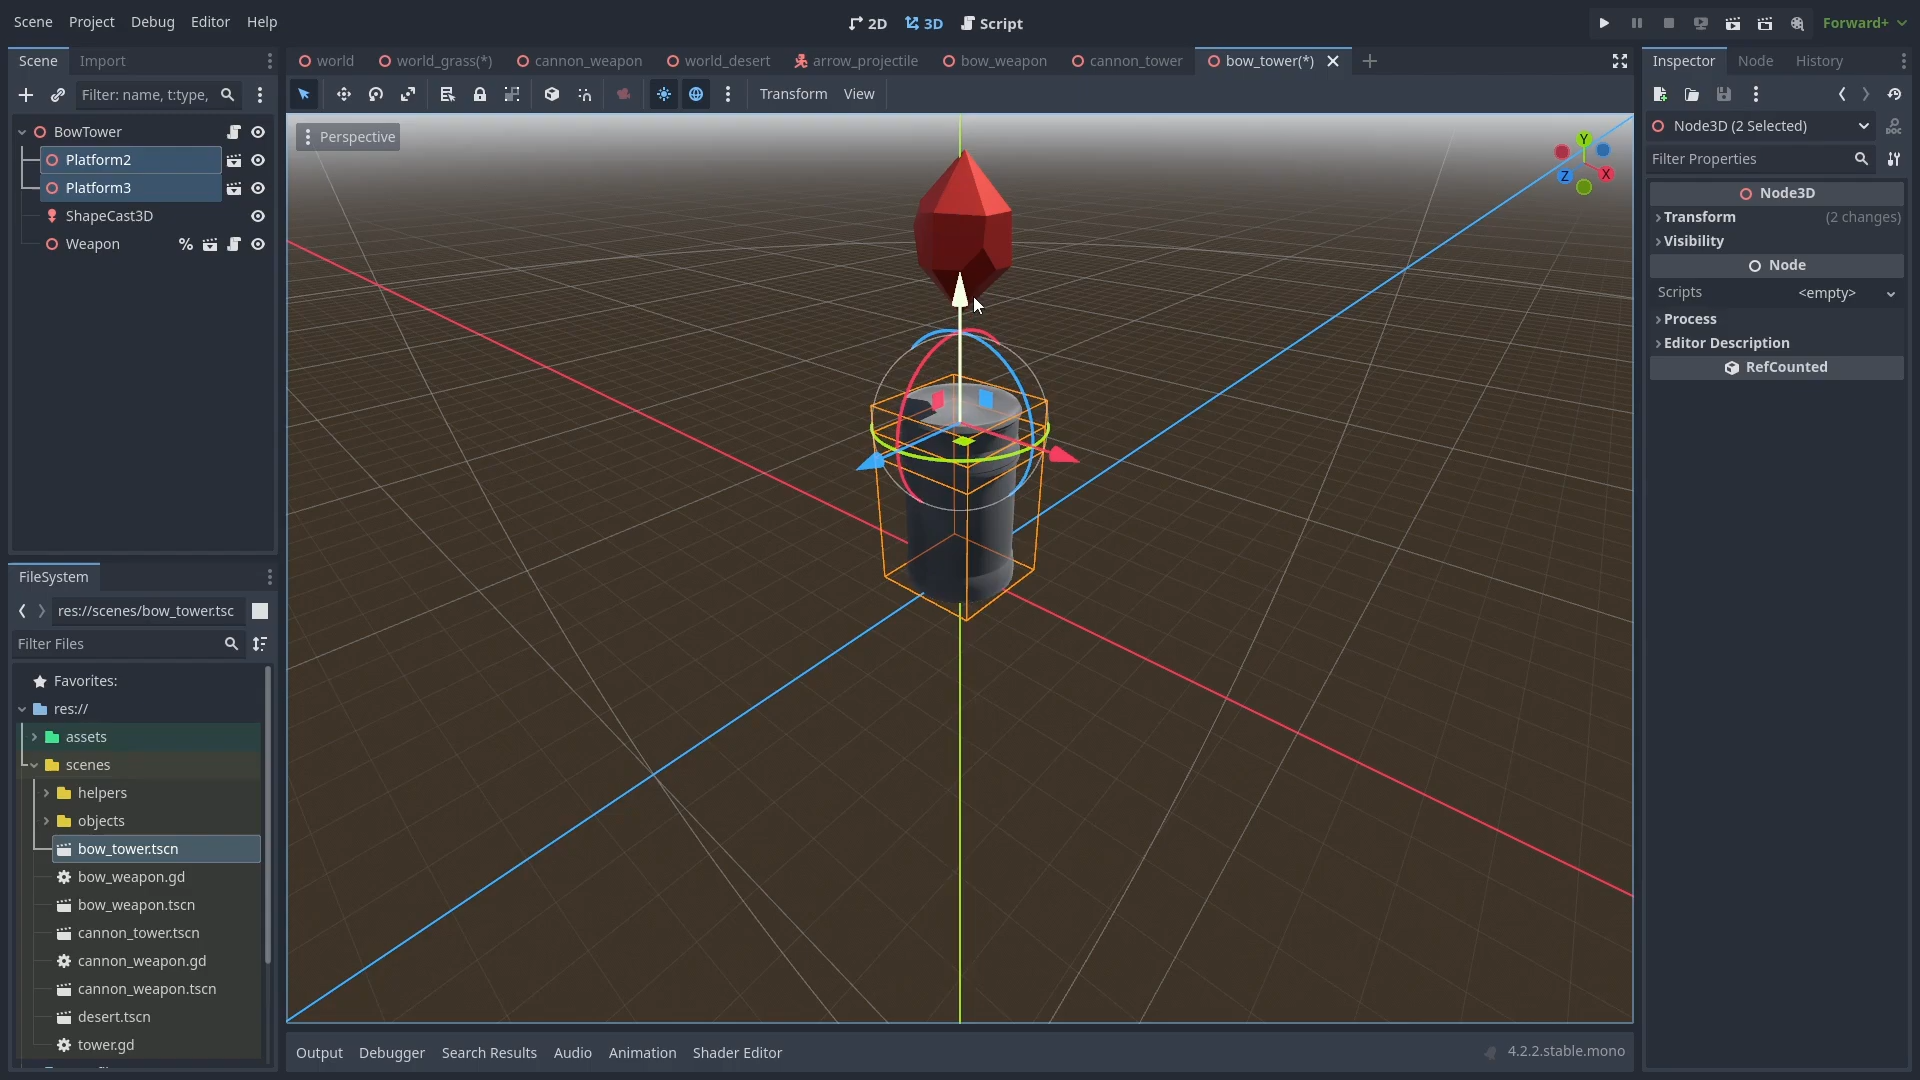 Scene Project Debug Editor Help
2D 3D Script
Forward+
Scene Import
world world_grass(*) cannon_weapon world_desert arrow_projectile bow_weapon cannon_tower bow_tower(*)
Inspector Node History
Filter: name, t:type,
Transform View
BowTower
Platform2
Platform3
ShapeCast3D
Weapon
Perspective
Y
X
Z
Node3D (2 Selected)
DOC
Filter Properties
Node3D
Transform (2 changes)
Visibility
Node
Scripts <empty>
Process
Editor Description
RefCounted
FileSystem
res://scenes/bow_tower.tsc
Filter Files
Favorites:
res://
assets
scenes
helpers
objects
bow_tower.tscn
bow_weapon.gd
bow_weapon.tscn
cannon_tower.tscn
cannon_weapon.gd
cannon_weapon.tscn
desert.tscn
tower.gd
Output Debugger Search Results Audio Animation Shader Editor
4.2.2.stable.mono